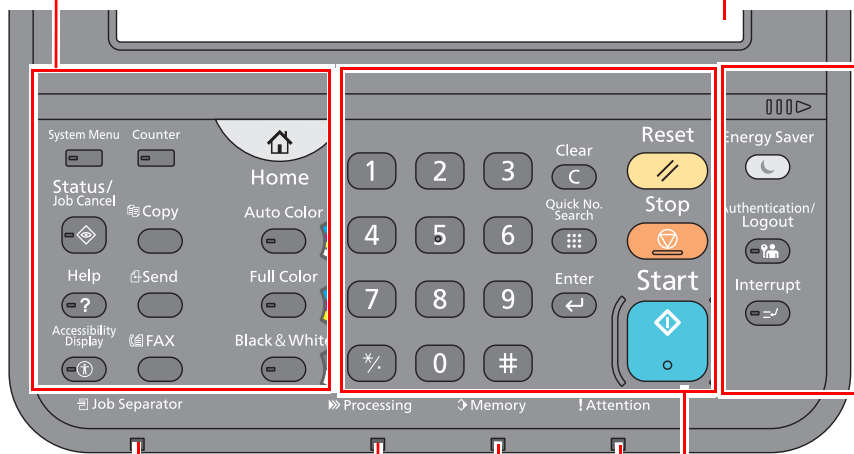 System Menu
Counter
Home
Status/
Job Cancel
Copy
Auto Color
Help
Send
Full Color
?
Accessibility
Display
FAX
Black & White
1
2
3
Clear
C
Reset
4
5
6
Quick No.
Search
Stop
7
8
9
Enter
Start
*/.
0
#
Energy Saver
Authentication/
Logout
Interrupt
Job Separator
Processing
Memory
! Attention